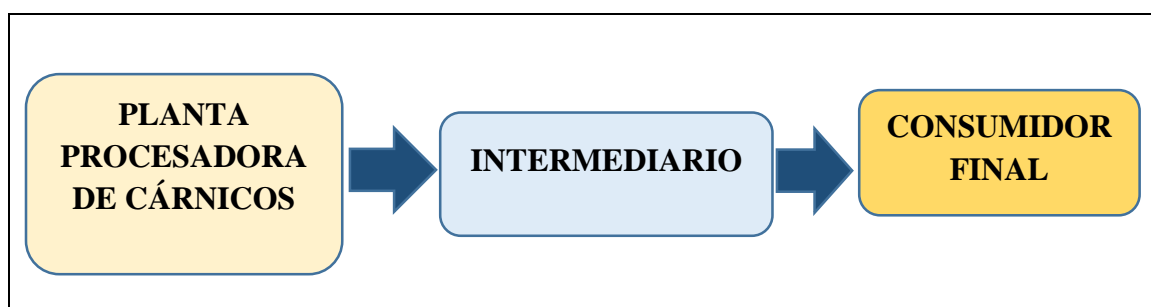 PLANTA
PROCESADORA
DE CÁRNICOS
INTERMEDIARIO
CONSUMIDOR
FINAL